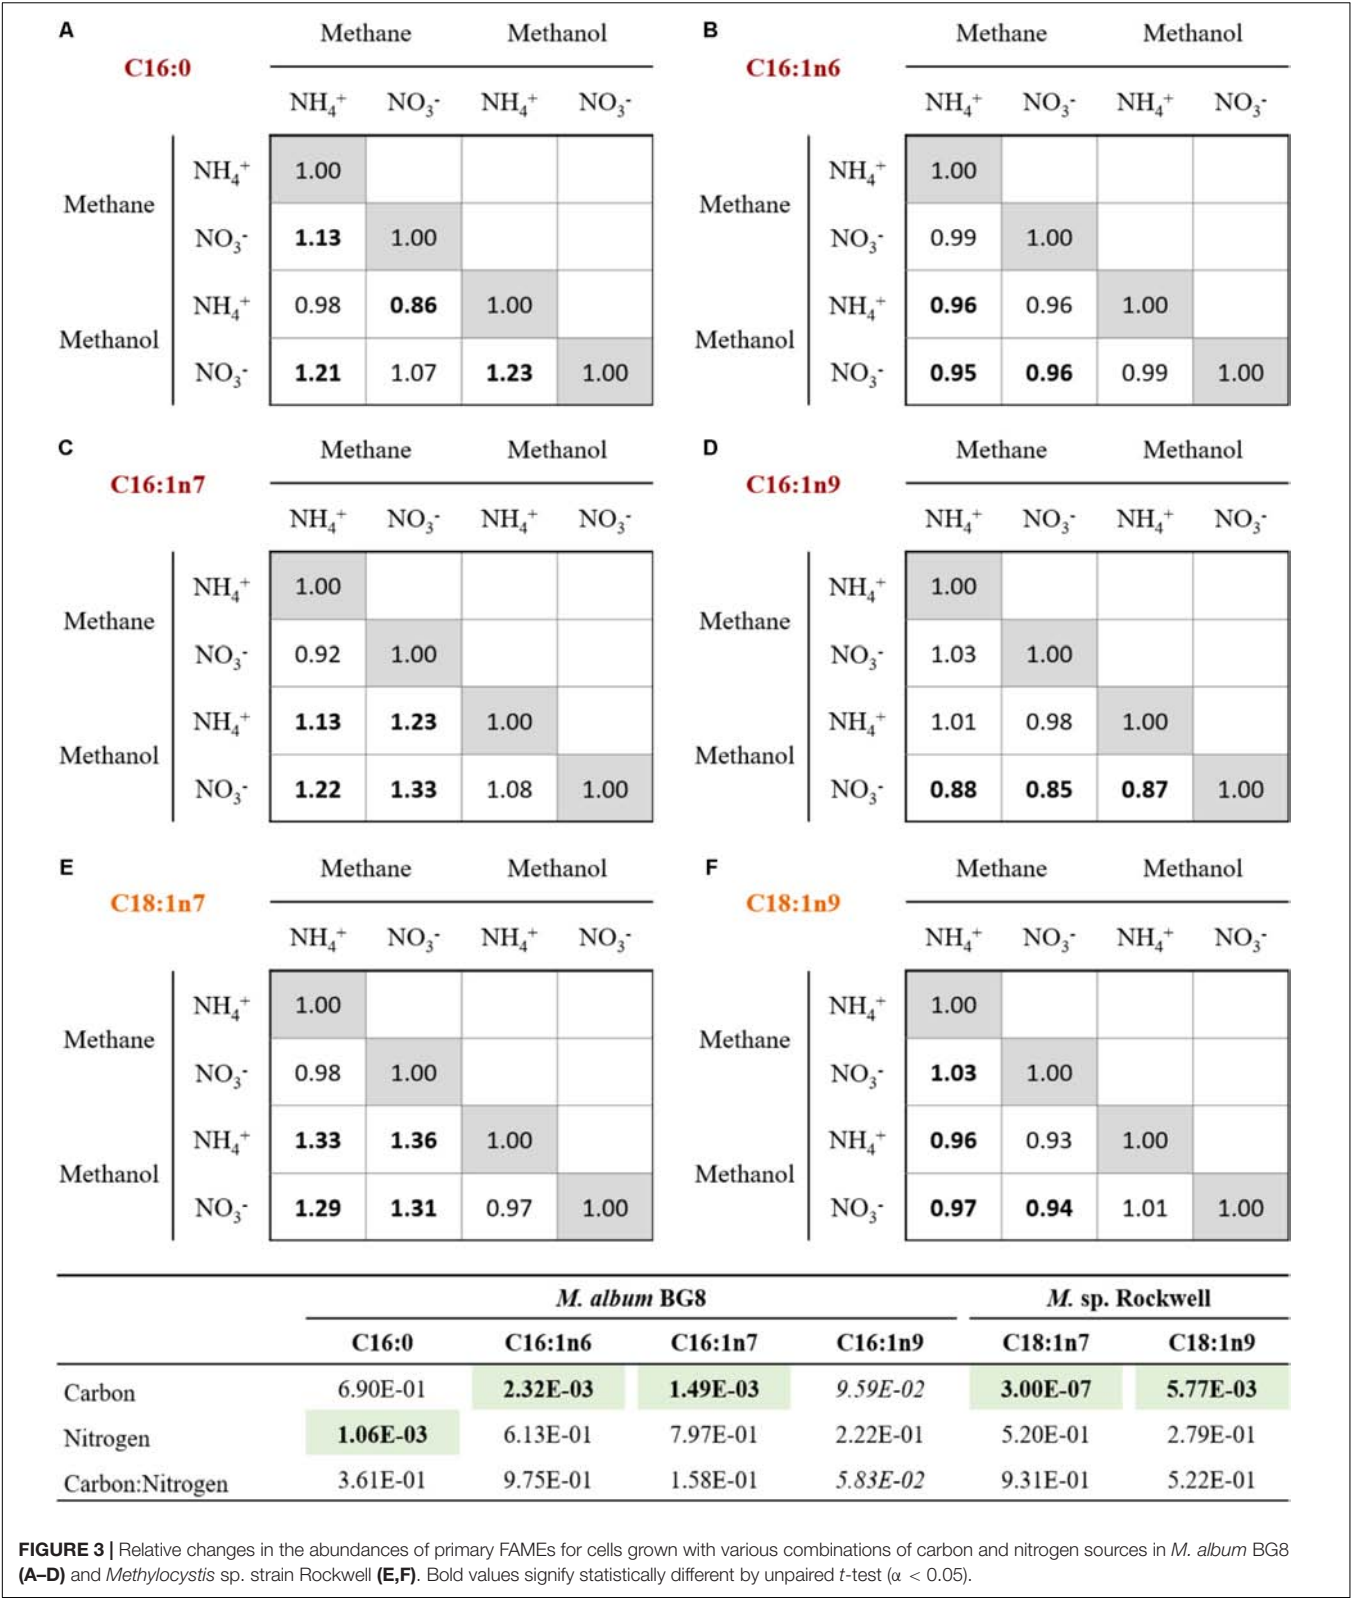 A Methane Methanol
C16:0
NH₄⁺ NO₃⁻ NH₄⁺ NO₃⁻
NH₄⁺ 1.00
Methane
NO₃⁻ 1.13 1.00
NH₄⁺ 0.98 0.86 1.00
Methanol
NO₃⁻ 1.21 1.07 1.23 1.00
B Methane Methanol
C16:1n6
NH₄⁺ NO₃⁻ NH₄⁺ NO₃⁻
NH₄⁺ 1.00
Methane
NO₃⁻ 0.99 1.00
NH₄⁺ 0.96 0.96 1.00
Methanol
NO₃⁻ 0.95 0.96 0.99 1.00
C Methane Methanol
C16:1n7
NH₄⁺ NO₃⁻ NH₄⁺ NO₃⁻
NH₄⁺ 1.00
Methane
NO₃⁻ 0.92 1.00
NH₄⁺ 1.13 1.23 1.00
Methanol
NO₃⁻ 1.22 1.33 1.08 1.00
D Methane Methanol
C16:1n9
NH₄⁺ NO₃⁻ NH₄⁺ NO₃⁻
NH₄⁺ 1.00
Methane
NO₃⁻ 1.03 1.00
NH₄⁺ 1.01 0.98 1.00
Methanol
NO₃⁻ 0.88 0.85 0.87 1.00
E Methane Methanol
C18:1n7
NH₄⁺ NO₃⁻ NH₄⁺ NO₃⁻
NH₄⁺ 1.00
Methane
NO₃⁻ 0.98 1.00
NH₄⁺ 1.33 1.36 1.00
Methanol
NO₃⁻ 1.29 1.31 0.97 1.00
F Methane Methanol
C18:1n9
NH₄⁺ NO₃⁻ NH₄⁺ NO₃⁻
NH₄⁺ 1.00
Methane
NO₃⁻ 1.03 1.00
NH₄⁺ 0.96 0.93 1.00
Methanol
NO₃⁻ 0.97 0.94 1.01 1.00
M. album BG8 M. sp. Rockwell
C16:0 C16:1n6 C16:1n7 C16:1n9 C18:1n7 C18:1n9
Carbon 6.90E-01 2.32E-03 1.49E-03 9.59E-02 3.00E-07 5.77E-03
Nitrogen 1.06E-03 6.13E-01 7.97E-01 2.22E-01 5.20E-01 2.79E-01
Carbon:Nitrogen 3.61E-01 9.75E-01 1.58E-01 5.83E-02 9.31E-01 5.22E-01
FIGURE 3 | Relative changes in the abundances of primary FAMEs for cells grown with various combinations of carbon and nitrogen sources in M. album BG8
(A–D) and Methylocystis sp. strain Rockwell (E,F). Bold values signify statistically different by unpaired t-test (α < 0.05).